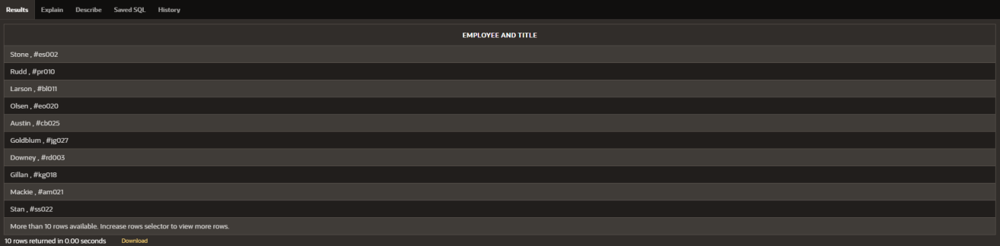 Results Explain Describe Saved SQL History
EMPLOYEE AND TITLE
Stone , #es002
Rudd , #pr010
Larson , #bl011
Olsen , #eo020
Austin , #cb025
Goldblum , #jg027
Downey , #rd003
Gillan , #kg018
Mackie , #am021
Stan , #ss022
More than 10 rows available. Increase rows selector to view more rows.
10 rows returned in 0.00 seconds Download